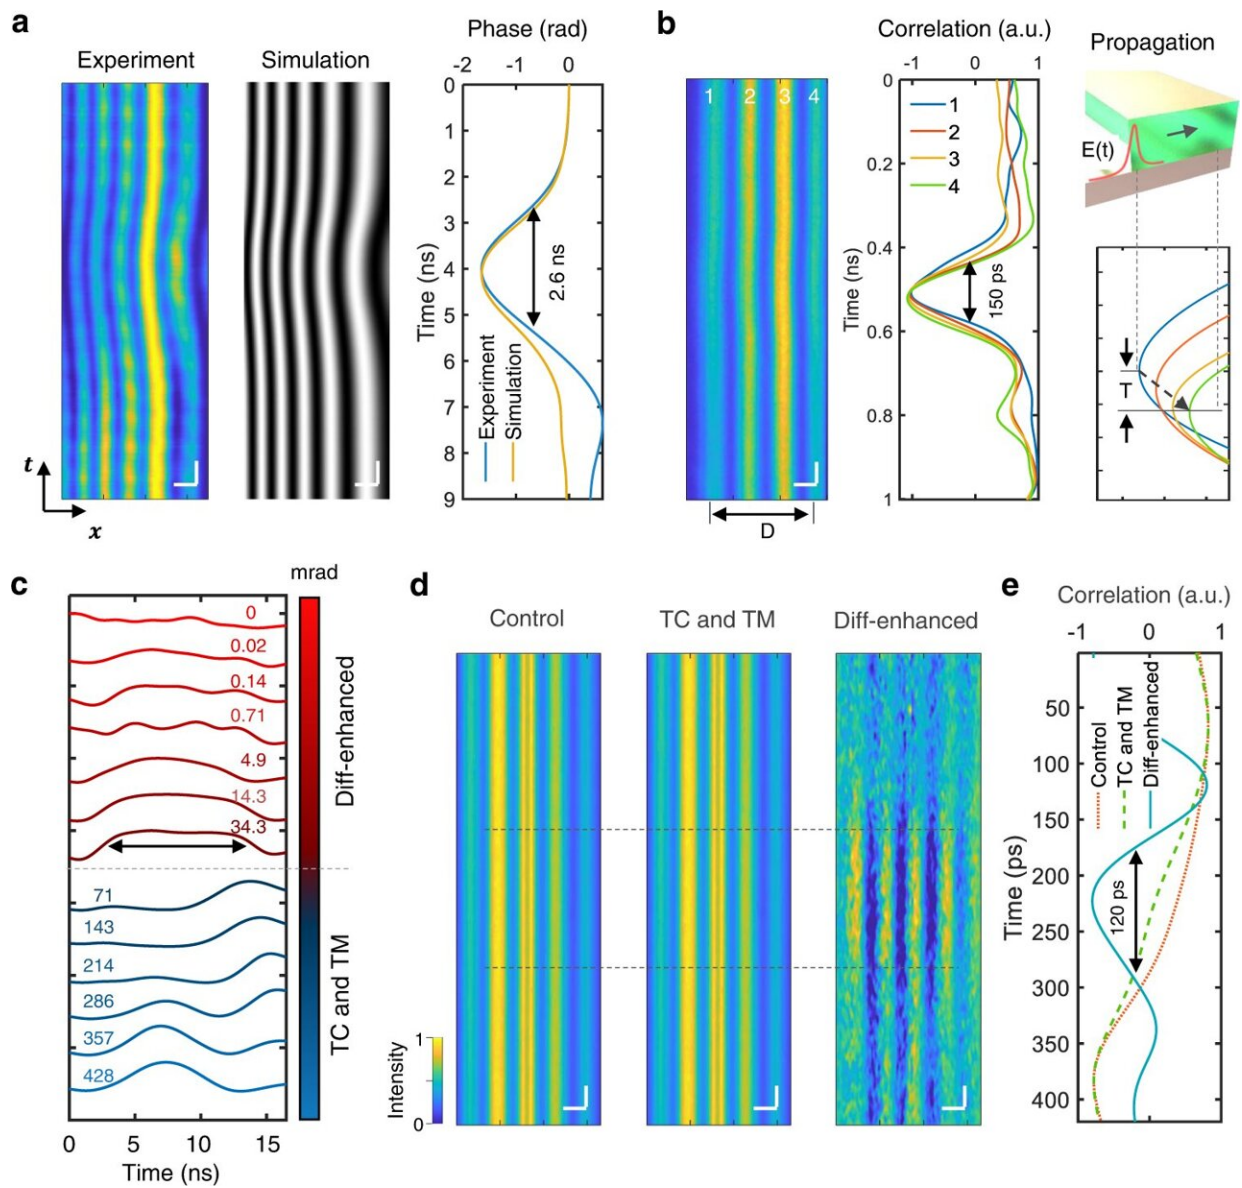 a
Experiment
Simulation
Phase (rad)
-2
-1
0
0
1
2
3
4
5
6
7
8
9
Time (ns)
2.6 ns
Experiment
Simulation
t
x
b
1
2
3
4
D
Correlation (a.u.)
-1
0
1
0
0.2
0.4
0.6
0.8
1
Time (ns)
1
2
3
4
150 ps
Propagation
E(t)
T
c
mrad
0
0.02
0.14
0.71
4.9
14.3
34.3
71
143
214
286
357
428
Diff-enhanced
TC and TM
0
5
10
15
Time (ns)
d
Control
TC and TM
Diff-enhanced
1
0
Intensity
e
Correlation (a.u.)
-1
0
1
50
100
150
200
250
300
350
400
Time (ps)
Control
TC and TM
Diff-enhanced
120 ps